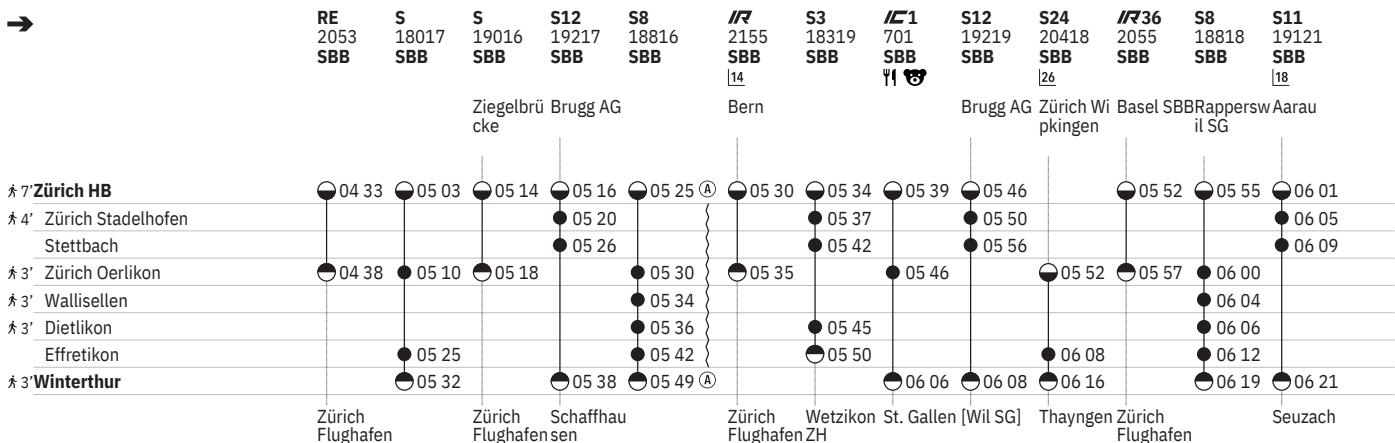 RE S S S12 S8 IR S3 IC1 S12 S24 IR36 S8 S11
2053 18017 19016 19217 18816 2155 18319 701 19219 20418 2055 18818 19121
SBB SBB SBB SBB SBB SBB SBB SBB SBB SBB SBB SBB SBB
14 26 18
Ziegelbrü Brugg AG Bern Brugg AG Zürich Wi Basel SBB Rappersw Aarau
cke pkingen il SG
7’ Zürich HB 04 33 05 03 05 14 05 16 05 25 A 05 30 05 34 05 39 05 46 05 52 05 55 06 01
4’ Zürich Stadelhofen 05 20 05 37 05 50 06 05
Stettbach 05 26 05 42 05 56 06 09
3’ Zürich Oerlikon 04 38 05 10 05 18 05 30 05 35 05 46 05 52 05 57 06 00
3’ Wallisellen 05 34 06 04
3’ Dietlikon 05 36 05 45 06 06
Effretikon 05 25 05 42 05 50 06 08 06 12
3’ Winterthur 05 32 05 38 05 49 A 06 06 06 08 06 16 06 19 06 21
Zürich Zürich Schaffhau Zürich Wetzikon St. Gallen [Wil SG] Thayngen Zürich Seuzach
Flughafen Flughafen sen Flughafen ZH Flughafen